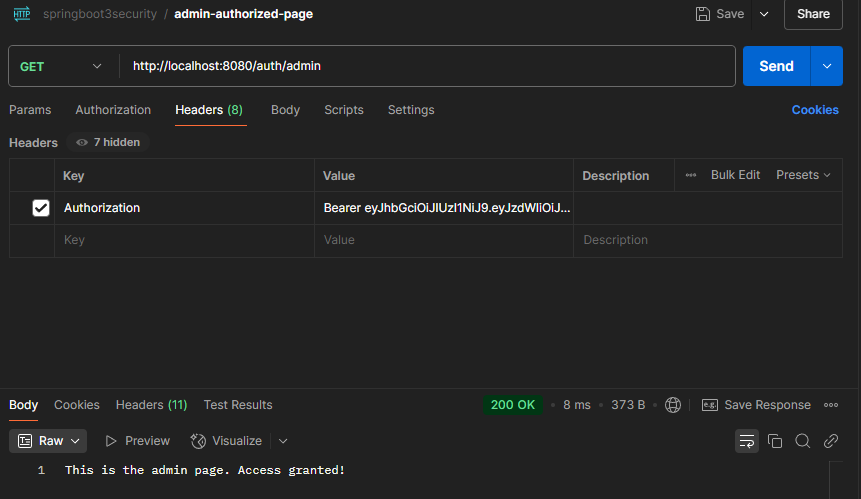 HTTP springboot3security / admin-authorized-page Save Share
GET http://localhost:8080/auth/admin Send
Params Authorization Headers (8) Body Scripts Settings Cookies
Headers 7 hidden
Key Value Description ••• Bulk Edit Presets
Authorization Bearer eyJhbGciOiJIUzI1NiJ9.eyJzdWIiOiJ...
Key Value Description
Body Cookies Headers (11) Test Results 200 OK • 8 ms • 373 B • e.g. Save Response •••
Raw Preview Visualize
1 This is the admin page. Access granted!